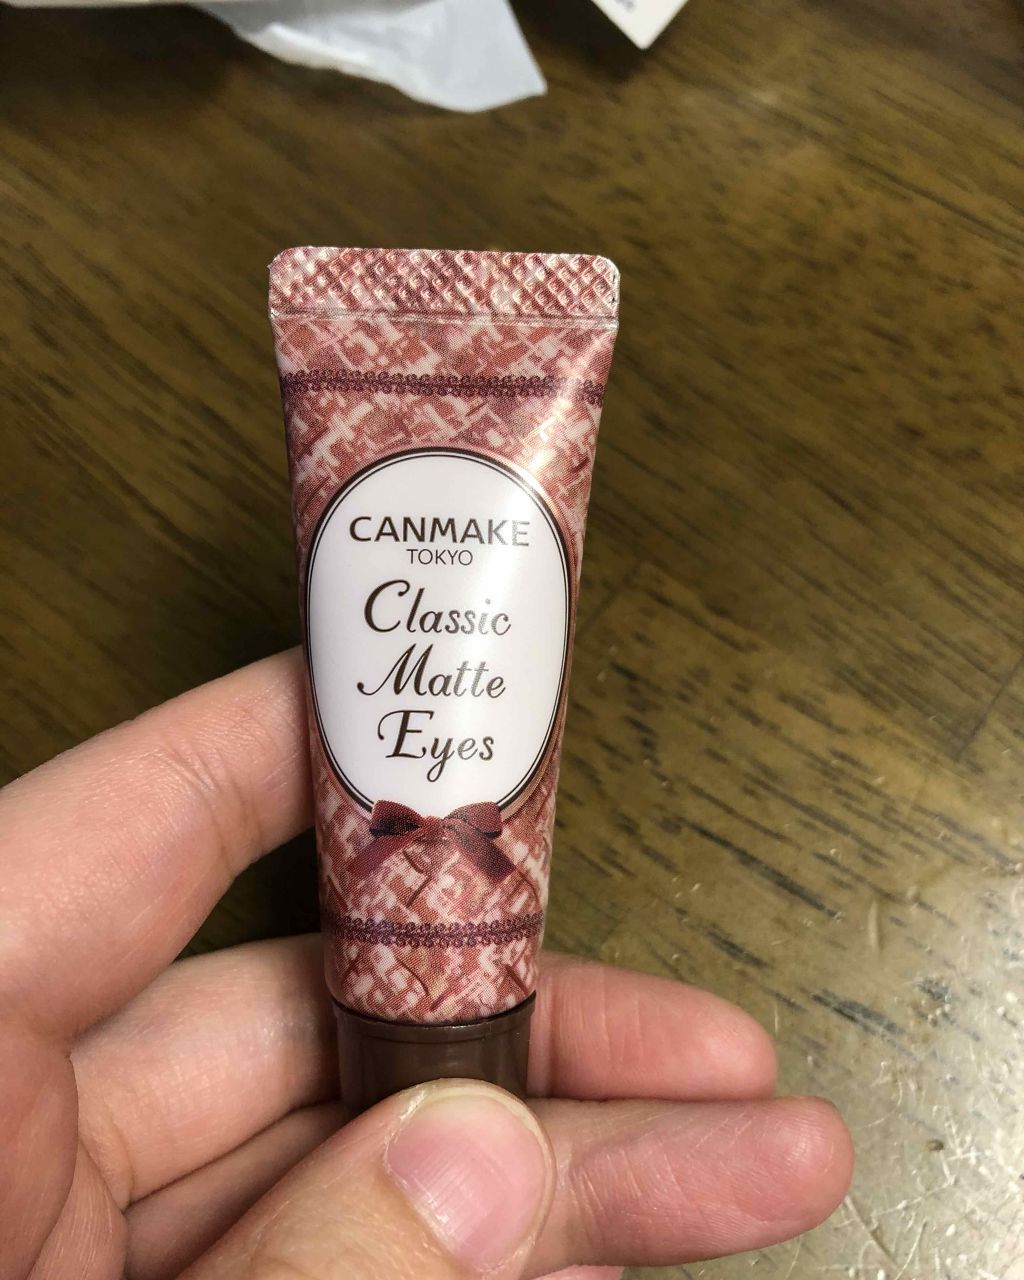 CANMAKE
TOKYO
Classic
Matte
Eyes